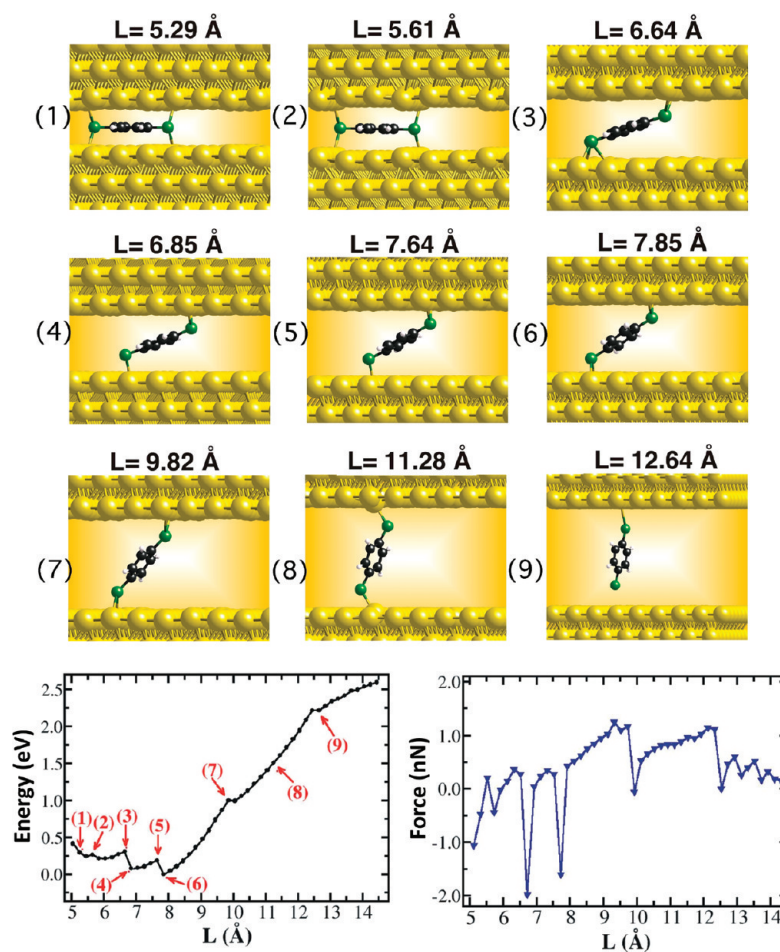 L= 5.29 Å L= 5.61 Å L= 6.64 Å
(1) (2) (3)
L= 6.85 Å L= 7.64 Å L= 7.85 Å
(4) (5) (6)
L= 9.82 Å L= 11.28 Å L= 12.64 Å
(7) (8) (9)
Energy (eV)
2.5
2.0
1.0
0.0
(1) (2) (3) (4) (5) (6) (7) (8) (9)
5 6 7 8 9 10 11 12 13 14
L (Å)
Force (nN)
2.0
1.0
0.0
-1.0
-2.0
5 6 7 8 9 10 11 12 13 14
L (Å)